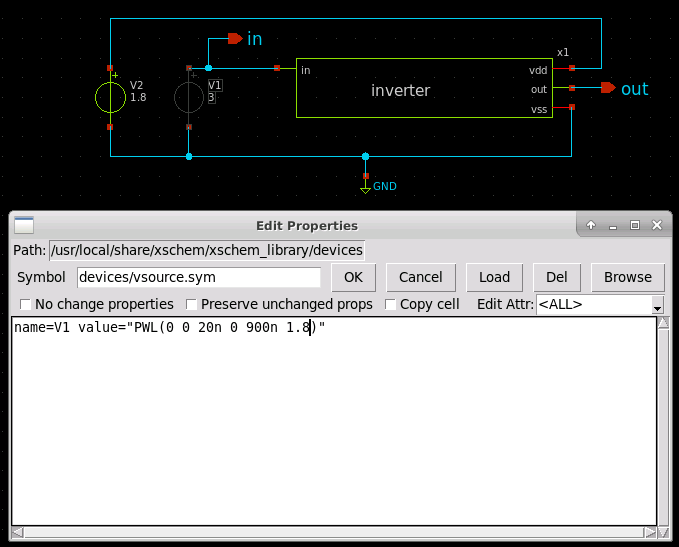 in
x1
+
V2
1.8
+
V1
3
in
inverter
vdd
out
vss
out
GND
Edit Properties
Path: /usr/local/share/xschem/xschem_library/devices
Symbol devices/vsource.sym OK Cancel Load Del Browse
No change properties Preserve unchanged props Copy cell Edit Attr: <ALL>
name=V1 value="PWL(0 0 20n 0 900n 1.8)"